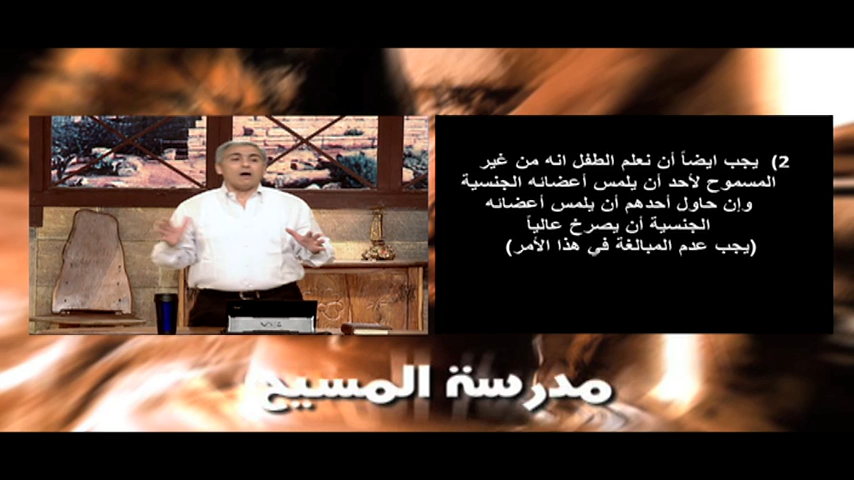 2) يجب ايضاً أن نعلم الطفل انه من غير
المسموح لأحد أن يلمس أعضائه الجنسية
وإن حاول أحدهم أن يلمس أعضائه
الجنسية أن يصرخ عالياً
(يجب عدم المبالغة في هذا الأمر)
مدرسة المسيح